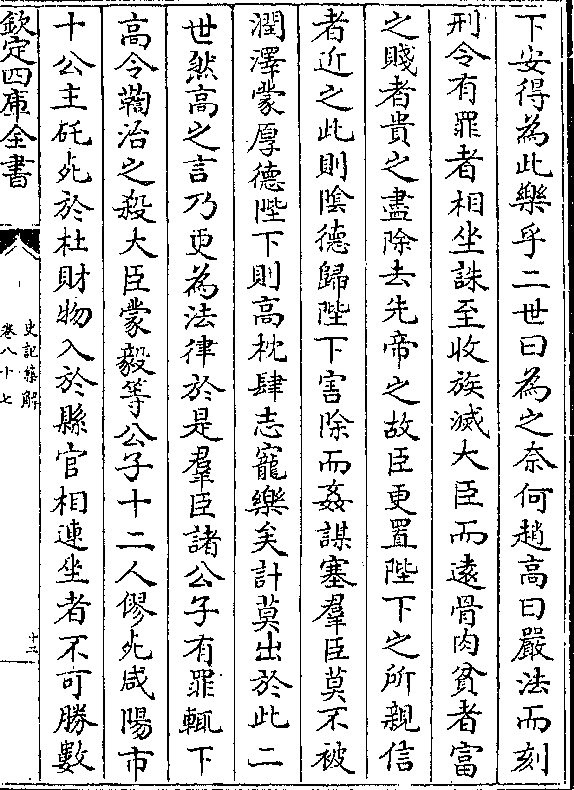 下安得為此樂乎二世曰為之奈何趙高曰嚴法而刻
刑令有罪者相坐誅至收族滅大臣而遠骨肉貧者富
之賤者貴之盡除去先帝之故臣更置陛下之所親信
者近之此則隂德歸陛下害除而姦謀塞羣臣莫不被
潤澤蒙厚德陛下則高枕肆志寵樂矣計莫出於此二
世然高之言乃更為法律於是羣臣諸公子有罪輒下
高令鞫治之殺大臣蒙毅等公子十二人僇死咸陽市
十公主矺死於杜財物入於縣官相連坐者不可勝數
欽定四庫全書
史記集解
卷八十七
十三